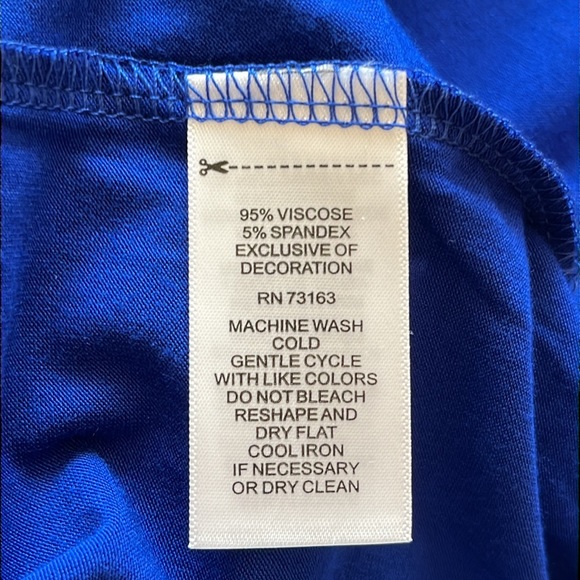 95% VISCOSE
5% SPANDEX
EXCLUSIVE OF
DECORATION
RN 73163
MACHINE WASH
COLD
GENTLE CYCLE
WITH LIKE COLORS
DO NOT BLEACH
RESHAPE AND
DRY FLAT
COOL IRON
IF NECESSARY
OR DRY CLEAN